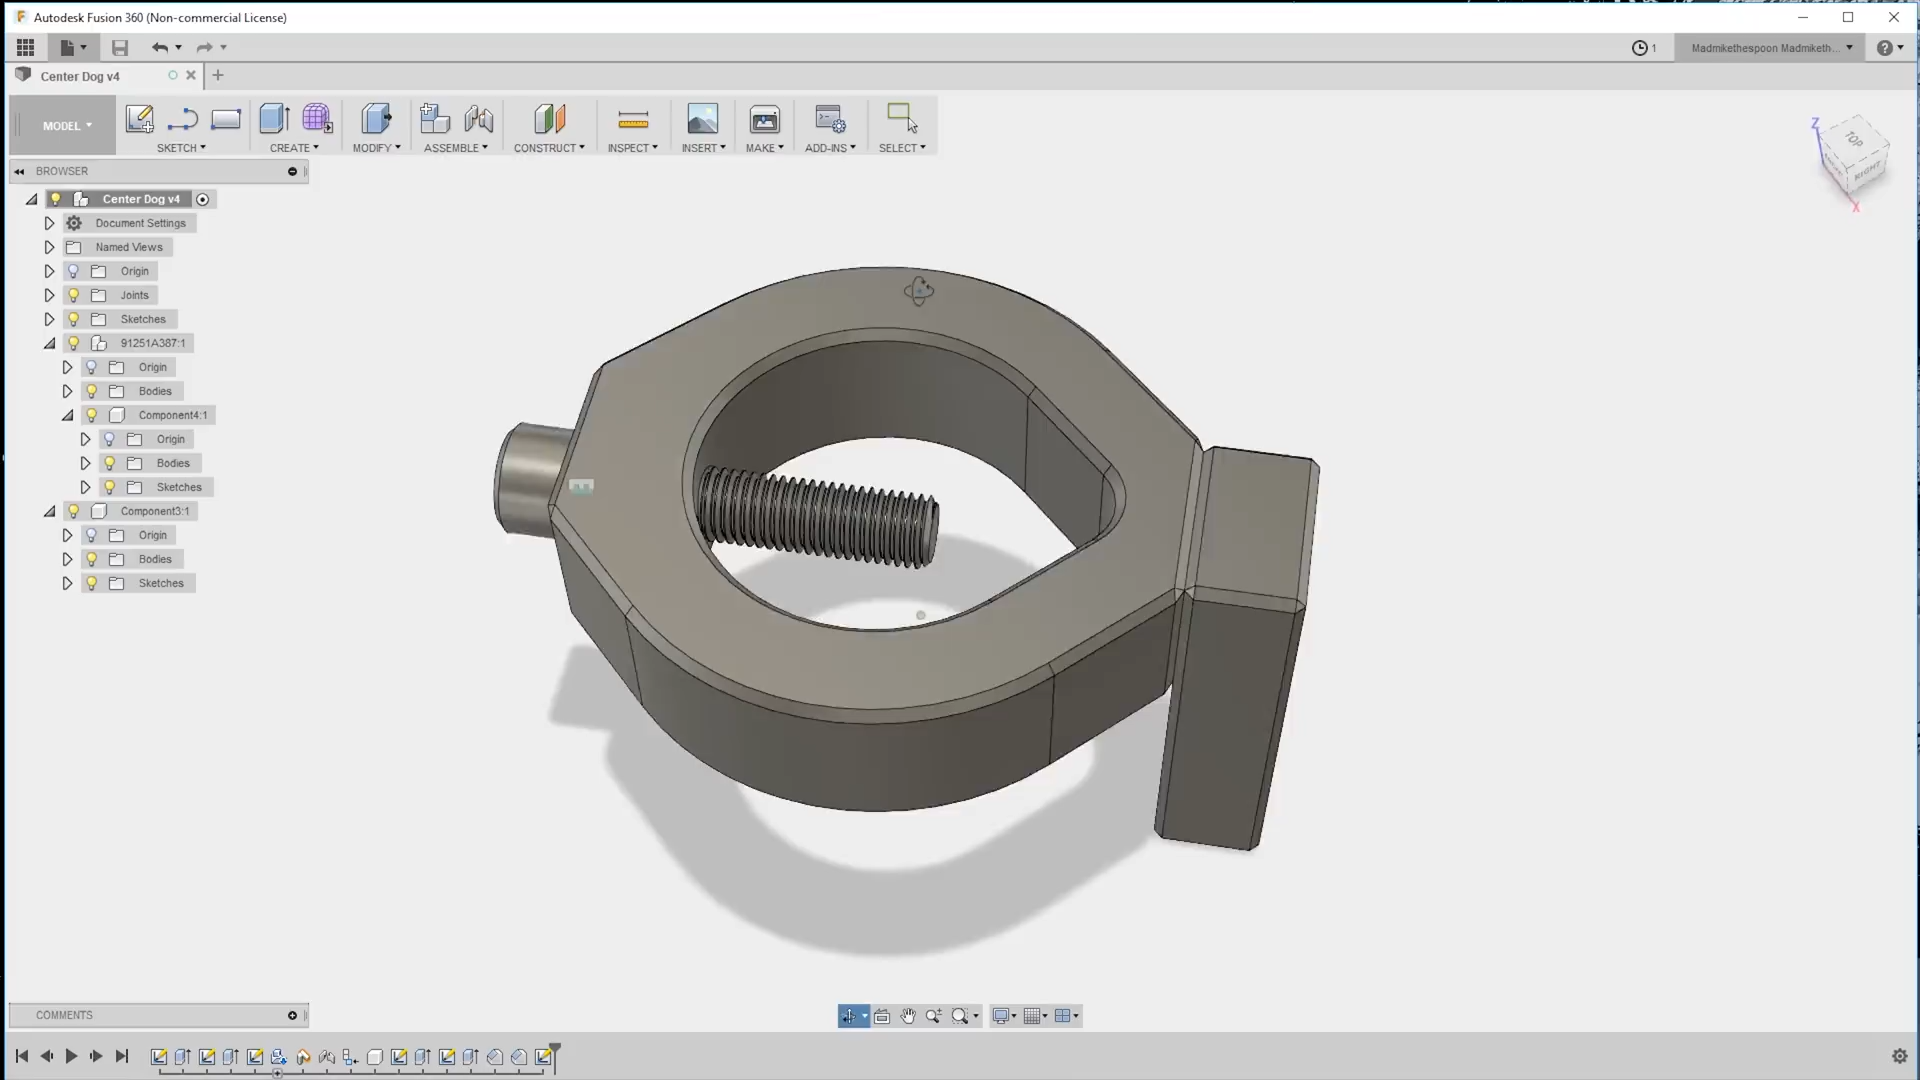 Autodesk Fusion 360 (Non-commercial License)
1
Madmikethespoon Madmiketh...
Center Dog v4
MODEL
SKETCH
CREATE
MODIFY
ASSEMBLE
CONSTRUCT
INSPECT
INSERT
MAKE
ADD-INS
SELECT
BROWSER
Center Dog v4
Document Settings
Named Views
Origin
Joints
Sketches
91251A387:1
Origin
Bodies
Component4:1
Origin
Bodies
Sketches
Component3:1
Origin
Bodies
Sketches
Z
TOP
RIGHT
X
COMMENTS